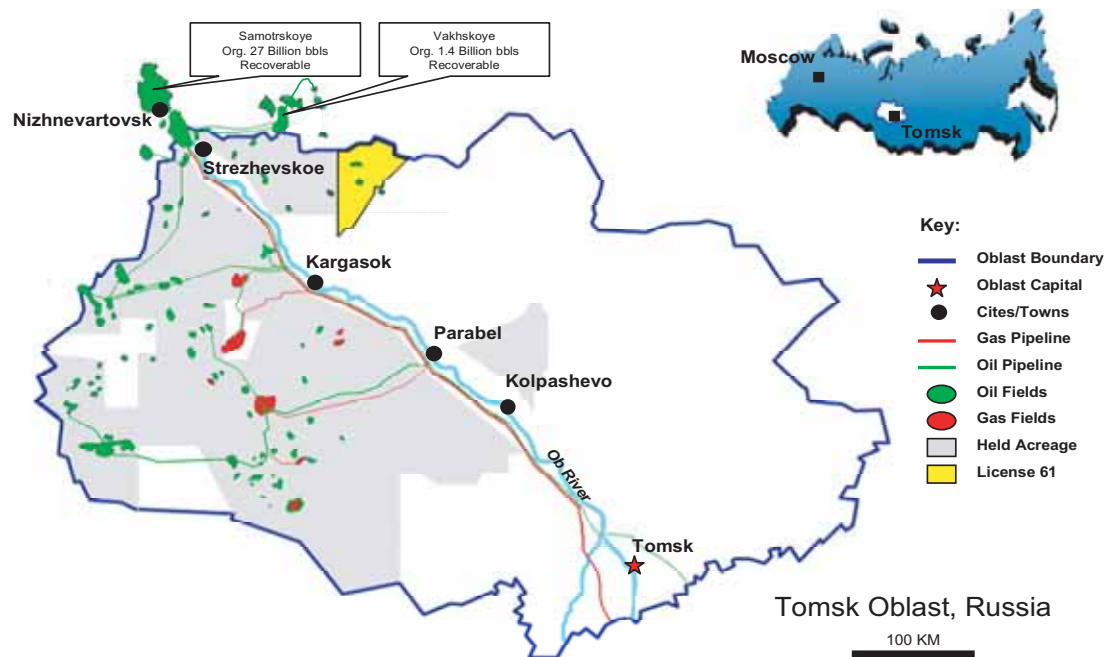 Samotrskoye
Org. 27 Billion bbls
Recoverable
Vakhskoye
Org. 1.4 Billion bbls
Recoverable
Moscow
Tomsk
Nizhnevartovsk
Strezhevskoe
Kargasok
Parabel
Kolpashevo
Ob River
Tomsk
Key:
Oblast Boundary
Oblast Capital
Cites/Towns
Gas Pipeline
Oil Pipeline
Oil Fields
Gas Fields
Held Acreage
License 61
Tomsk Oblast, Russia
100 KM